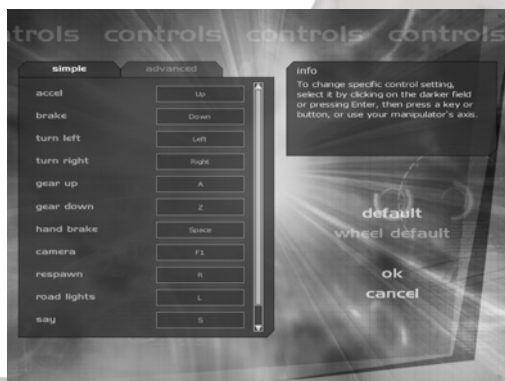 controls controls controls controls
simple advanced
accel Up
brake Down
turn left Left
turn right Right
gear up A
gear down Z
hand brake Space
camera F1
respawn R
road lights L
say S
info
To change specific control setting,
select it by clicking on the darker field
or pressing Enter, then press a key or
button, or use your manipulator's axis.
default
wheel default
ok
cancel